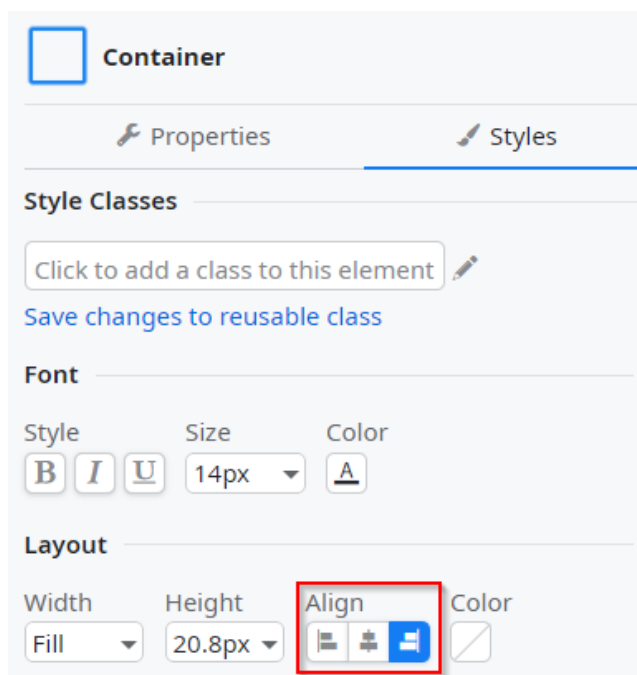 Container
Properties Styles
Style Classes
Click to add a class to this element
Save changes to reusable class
Font
Style Size Color
B I U 14px A
Layout
Width Height Align Color
Fill 20.8px